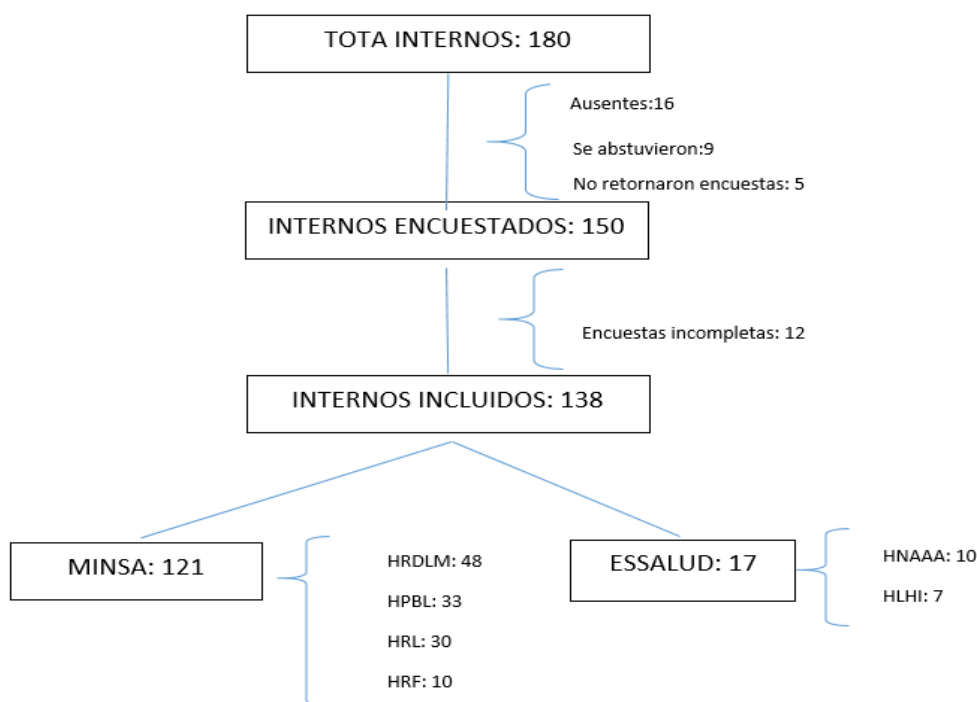 TOTA INTERNOS: 180
Ausentes:16
Se abstuvieron:9
No retornaron encuestas: 5
INTERNOS ENCUESTADOS: 150
Encuestas incompletas: 12
INTERNOS INCLUIDOS: 138
MINSA: 121
HRDLM: 48
HPBL: 33
HRL: 30
HRF: 10
ESSALUD: 17
HNAAA: 10
HLHI: 7